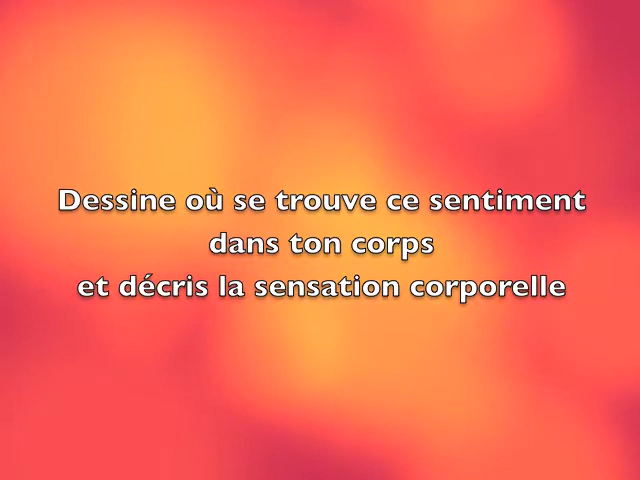 Dessine où se trouve ce sentiment
dans ton corps
et décris la sensation corporelle